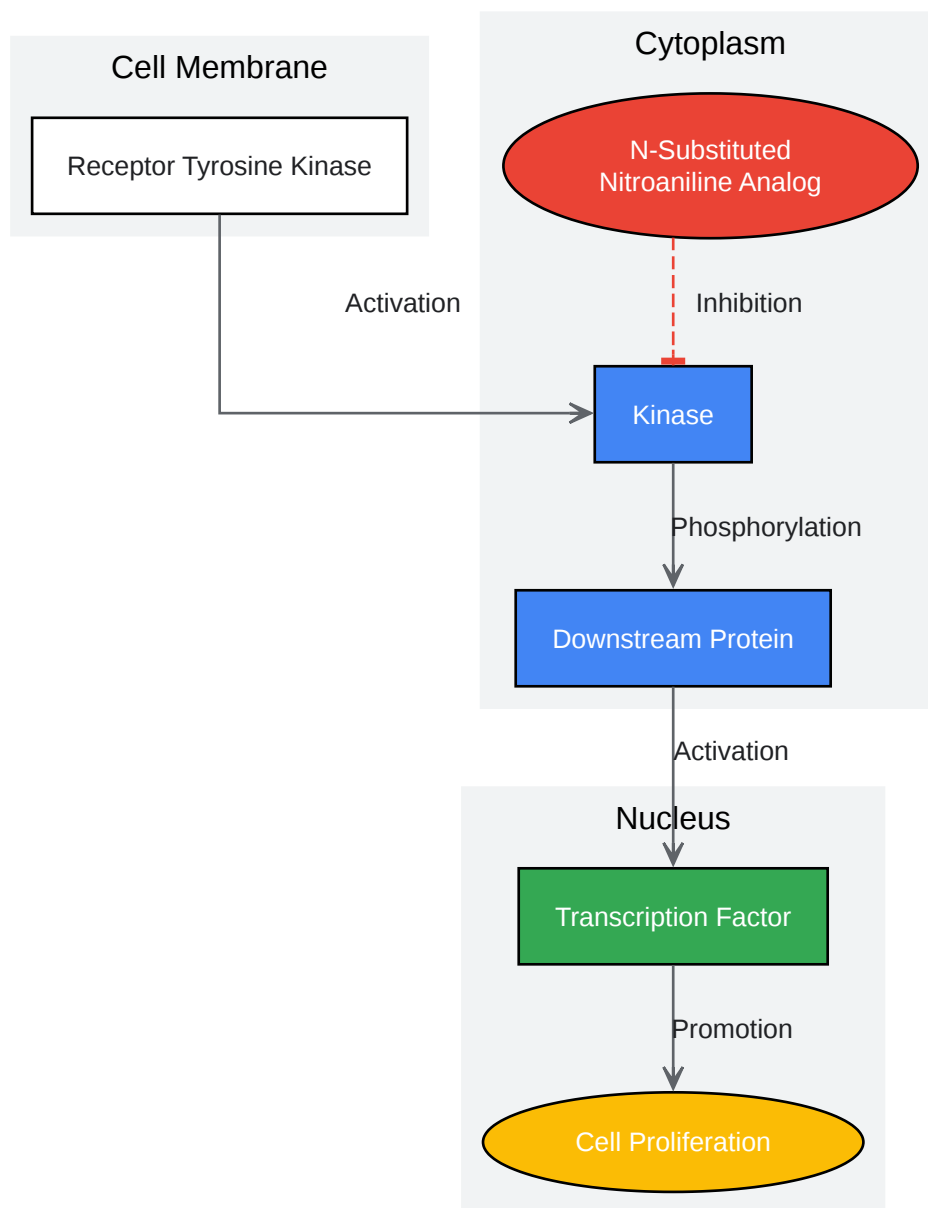 Cell Membrane
Receptor Tyrosine Kinase
Cytoplasm
N-Substituted
Nitroaniline Analog
Activation
Inhibition
Kinase
Phosphorylation
Downstream Protein
Activation
Nucleus
Transcription Factor
Promotion
Cell Proliferation